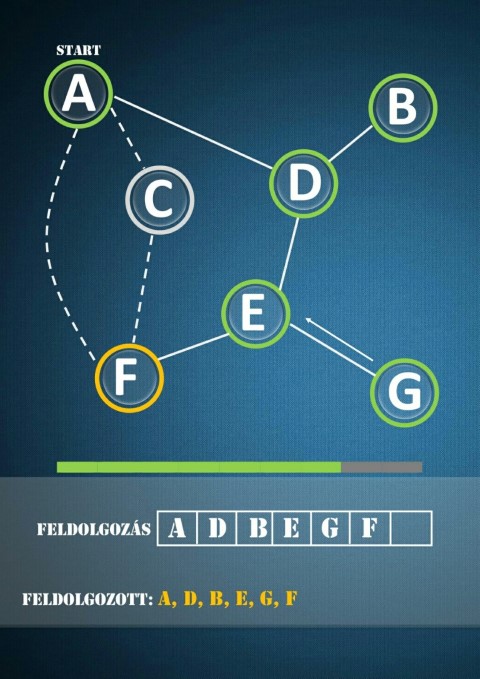 START
A
B
C
D
E
F
G
FELDOLGOZÁS A D B E G F
FELDOLGOZOTT: A, D, B, E, G, F